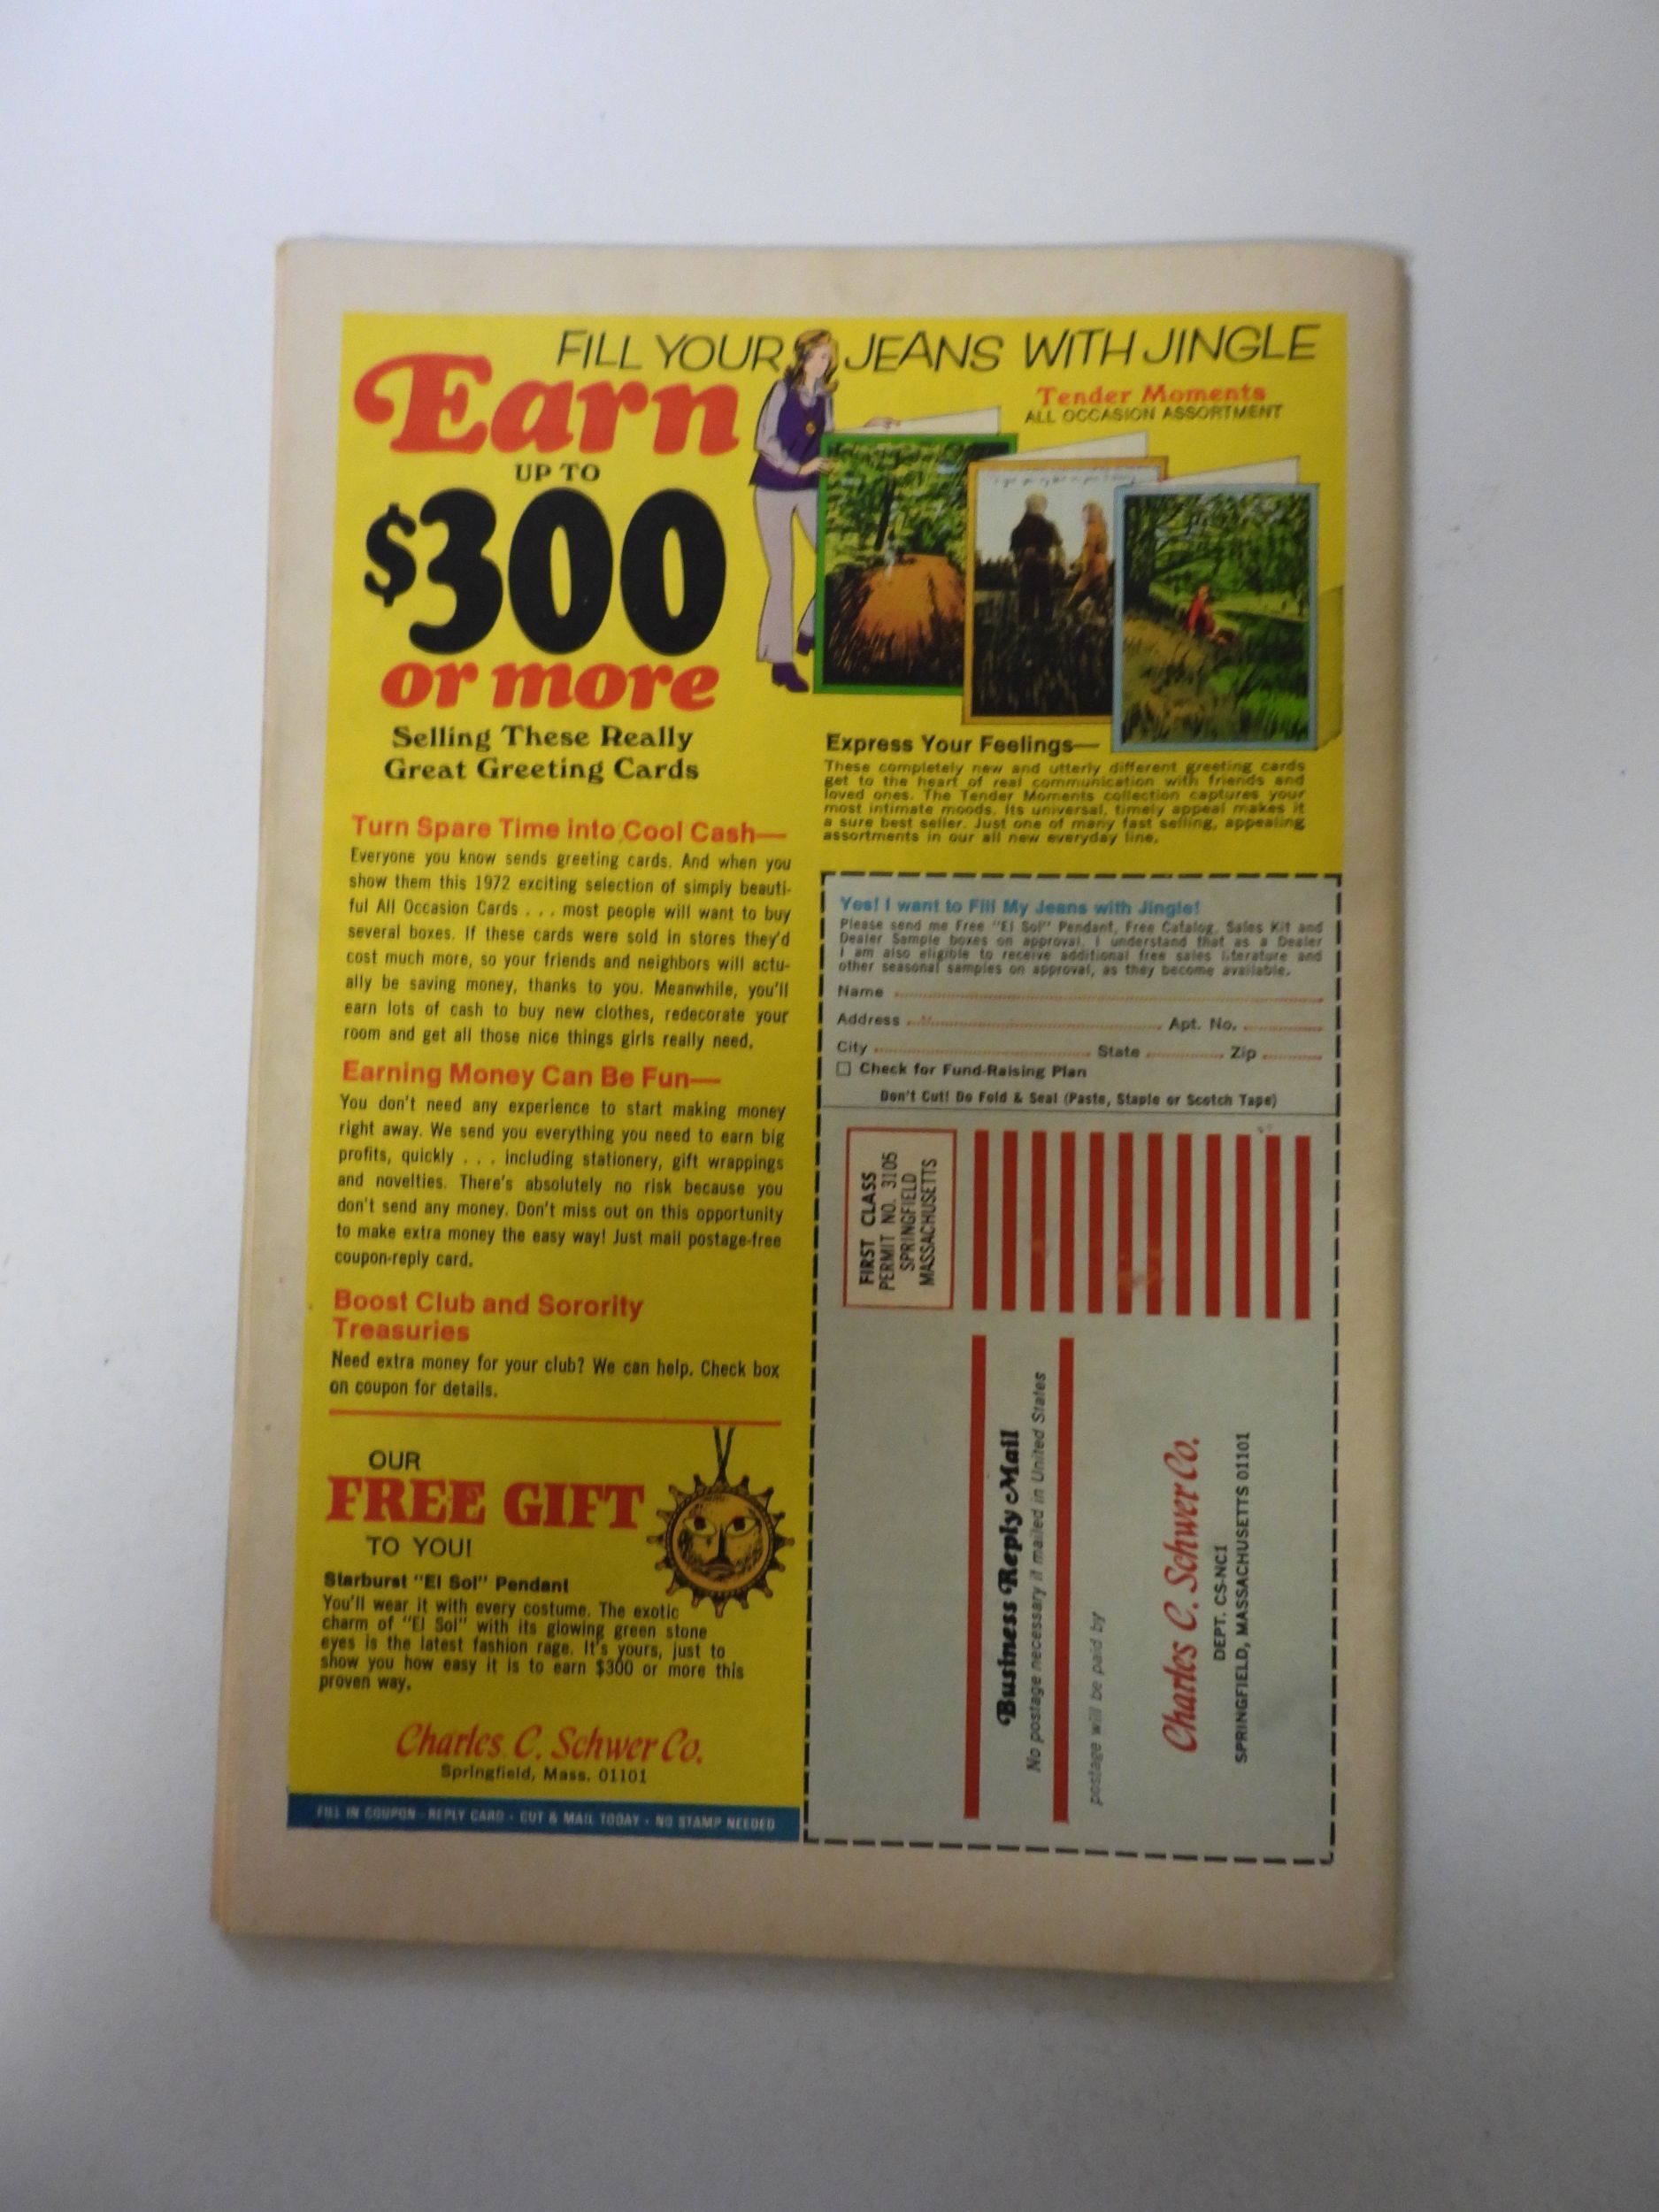 FILL YOUR JEANS WITH JINGLE
Earn
UP TO
$300
or more
Selling These Really
Great Greeting Cards
Turn Spare Time into Cool Cash—
Everyone you know sends greeting cards. And when you
show them this 1972 exciting selection of simply beauti-
ful All Occasion Cards . . . most people will want to buy
several boxes. If these cards were sold in stores they'd
cost much more, so your friends and neighbors will actu-
ally be saving money, thanks to you. Meanwhile, you'll
earn lots of cash to buy new clothes, redecorate your
room and get all those nice things girls really need.
Earning Money Can Be Fun—
You don't need any experience to start making money
right away. We send you everything you need to earn big
profits, quickly . . . including stationery, gift wrappings
and novelties. There's absolutely no risk because you
don't send any money. Don't miss out on this opportunity
to make extra money the easy way! Just mail postage-free
coupon-reply card.
Boost Club and Sorority
Treasuries
Need extra money for your club? We can help. Check box
on coupon for details.
OUR
FREE GIFT
TO YOU!
Starburst "El Sol" Pendant
You'll wear it with every costume. The exotic
charm of "El Sol" with its glowing green stone
eyes is the latest fashion rage. It's yours, just to
show you how easy it is to earn $300 or more this
proven way.
Charles C. Schwer Co.
Springfield, Mass. 01101
FILL IN COUPON - REPLY CARD - CUT & MAIL TODAY - NO STAMP NEEDED
Tender Moments
ALL OCCASION ASSORTMENT
Express Your Feelings—
These completely new and utterly different greeting cards
get to the heart of real communication with friends and
loved ones. The Tender Moments collection captures your
most intimate moods. Its universal, timely appeal makes it
a sure best seller. Just one of many fast selling, appealing
assortments in our all new everyday line.
Yes! I want to Fill My Jeans with Jingle!
Please send me Free "El Sol" Pendant, Free Catalog, Sales Kit and
Dealer Sample boxes on approval. I understand that as a Dealer
I am also eligible to receive additional free sales literature and
other seasonal samples on approval, as they become available.
Name
Address Apt. No.
City State Zip
Check for Fund-Raising Plan
Don't Cut! Do Fold & Seal (Paste, Staple or Scotch Tape)
FIRST CLASS
PERMIT NO. 3105
SPRINGFIELD
MASSACHUSETTS
Business Reply Mail
No postage necessary if mailed in United States
postage will be paid by
Charles C. Schwer Co.
DEPT. CS-NC1
SPRINGFIELD, MASSACHUSETTS 01101